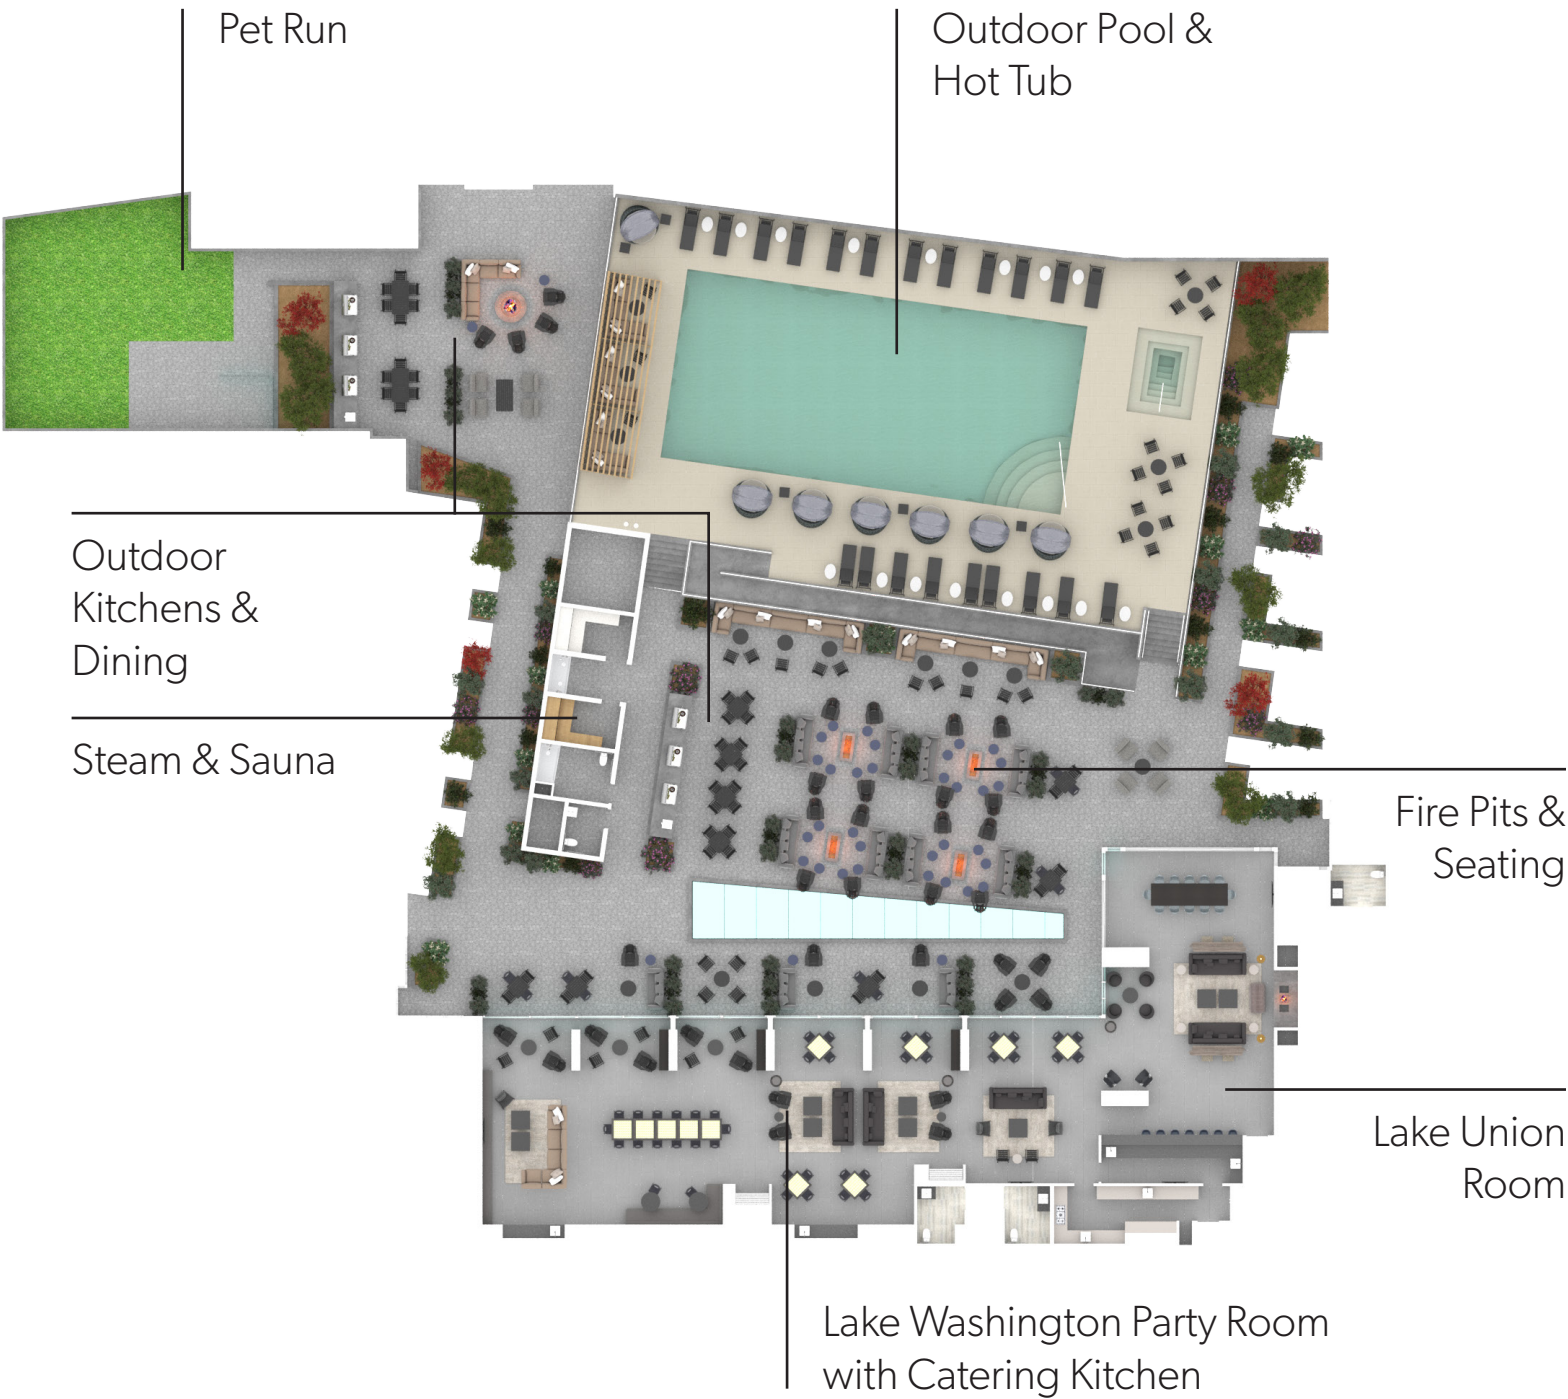 Pet Run
Outdoor Pool &
Hot Tub
Outdoor
Kitchens &
Dining
Steam & Sauna
Fire Pits &
Seating
Lake Union
Room
Lake Washington Party Room
with Catering Kitchen